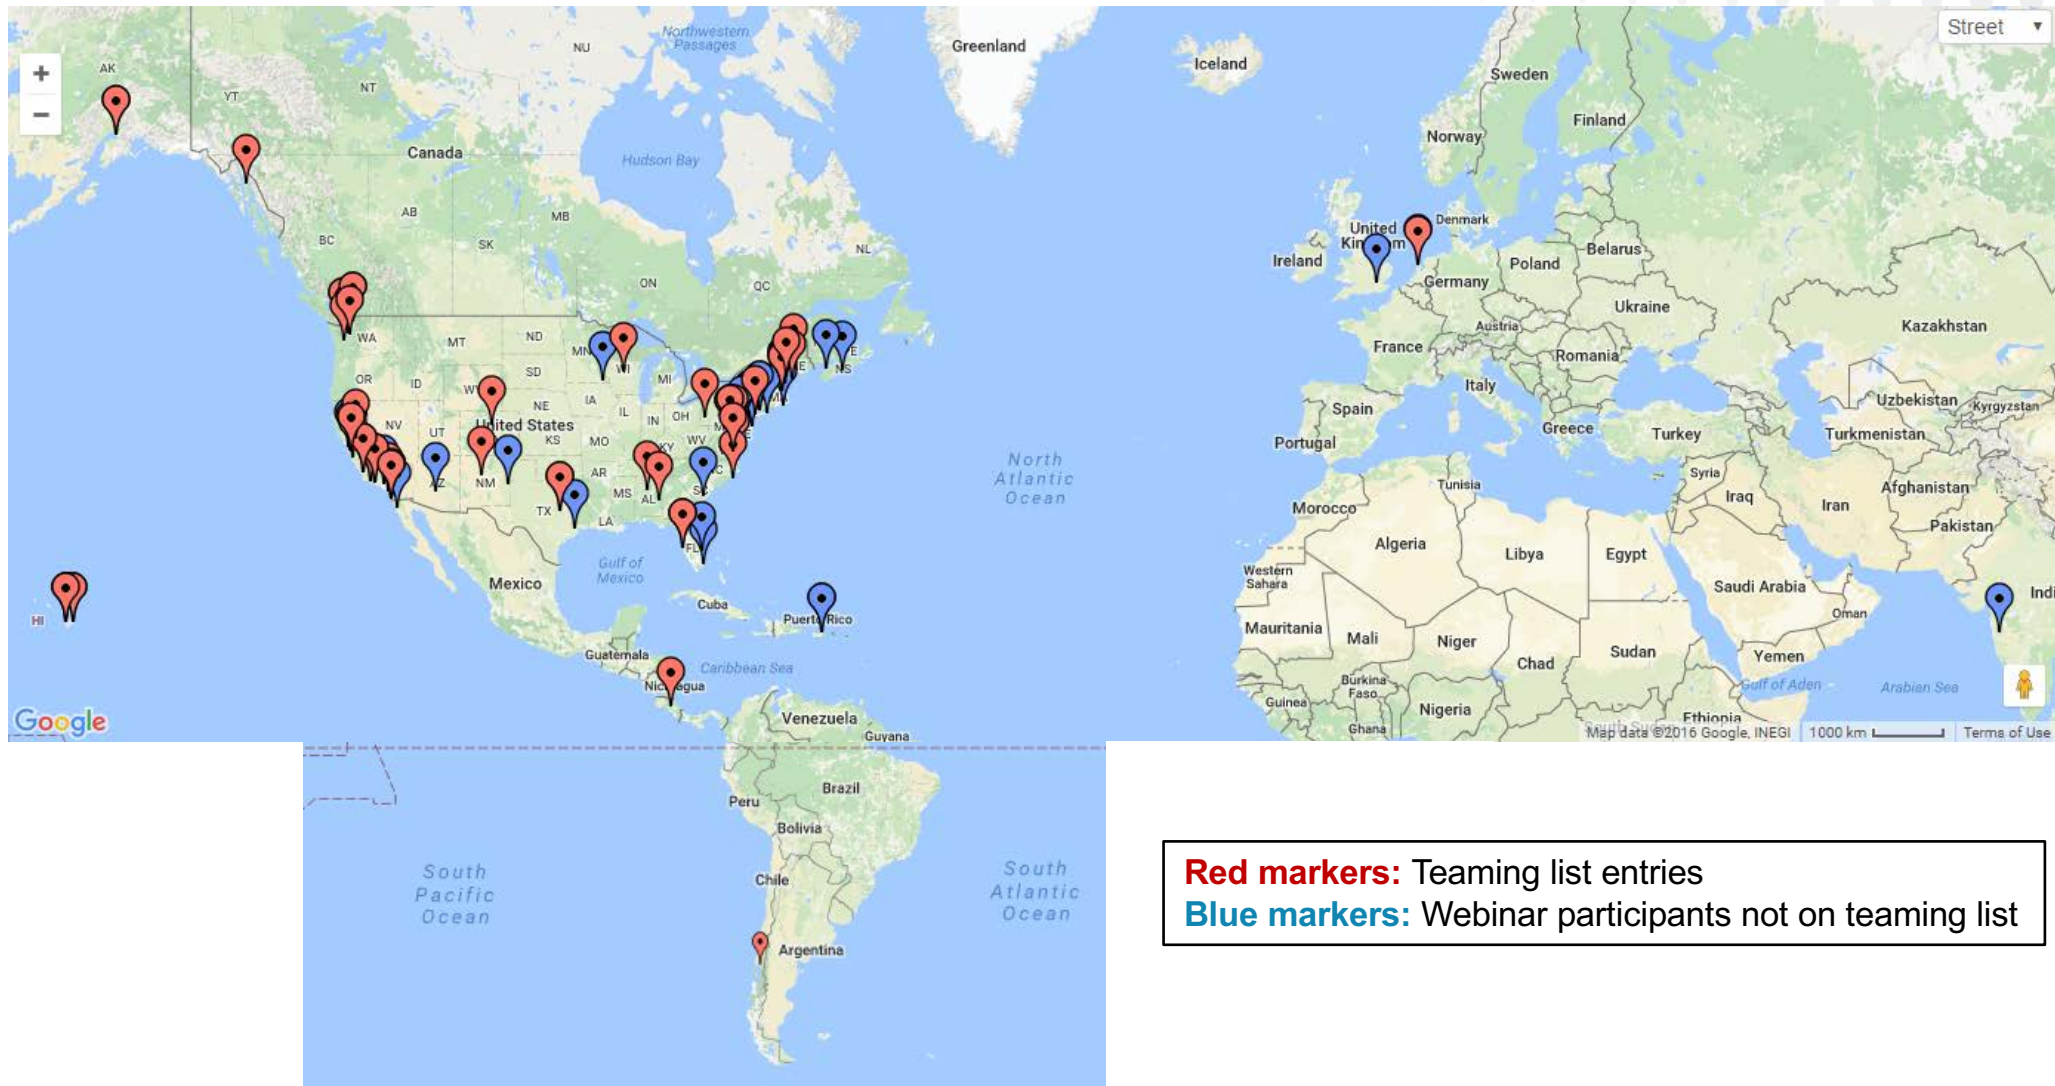 Street
Greenland
Iceland
Northwestern
Passages
NU
AK
YT
NT
Sweden
Finland
Norway
Canada
Hudson Bay
AB
MB
BC
SK
NL
ON
QC
United
Denmark
Ireland
Belarus
Poland
Germany
Ukraine
Austria
Kazakhstan
France
Romania
WA
MT
ND
MN
WI
NS
OR
ID
SD
MI
Italy
NV
UT
NE
IA
IL
IN
OH
United States
KS
MO
KY
WV
Spain
Portugal
Greece
Turkey
Uzbekistan
Kyrgyzstan
Turkmenistan
AZ
NM
AR
MS
AL
SC
TX
LA
FL
North
Atlantic
Ocean
Tunisia
Syria
Iraq
Iran
Afghanistan
Pakistan
Morocco
Algeria
Libya
Egypt
Gulf of
Mexico
Mexico
Western
Sahara
Saudi Arabia
Oman
HI
Cuba
Puerto Rico
Mauritania
Mali
Niger
Chad
Sudan
Yemen
Guatemala
Caribbean Sea
Burkina
Faso
Gulf of Aden
Arabian Sea
Guinea
Nigeria
Ghana
Ethiopia
South Sudan
Google
Venezuela
Guyana
Map data ©2016 Google, INEGI
1000 km
Terms of Use
Peru
Brazil
Bolivia
South
Pacific
Ocean
Chile
South
Atlantic
Ocean
Argentina
Red markers: Teaming list entries
Blue markers: Webinar participants not on teaming list